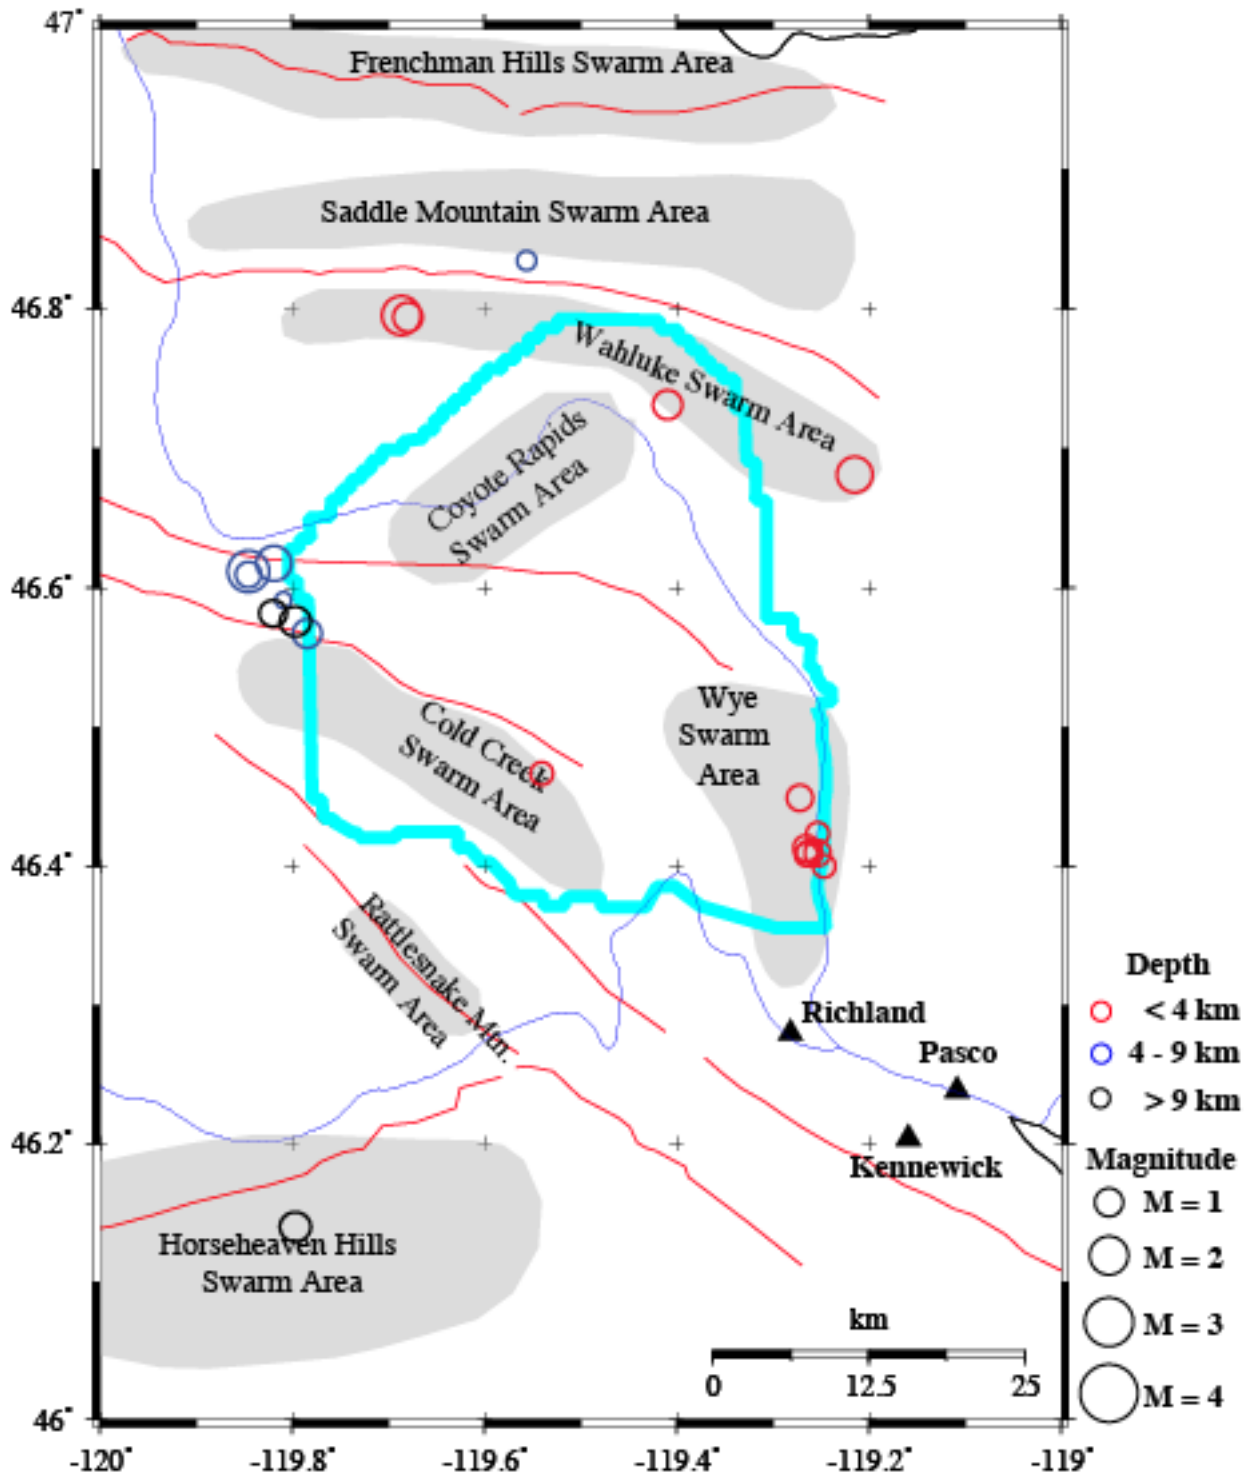 47°
Frenchman Hills Swarm Area
Saddle Mountain Swarm Area
46.8°
Wahluke Swarm Area
Coyote Rapids
Swarm Area
46.6°
Wye
Swarm
Area
Cold Creek
Swarm Area
46.4°
Rattlesnake Mtn.
Swarm Area
Depth
< 4 km
4 - 9 km
> 9 km
Richland
Pasco
Kennewick
46.2°
Magnitude
M = 1
M = 2
M = 3
M = 4
Horseheaven Hills
Swarm Area
km
0 12.5 25
46°
-120° -119.8° -119.6° -119.4° -119.2° -119°